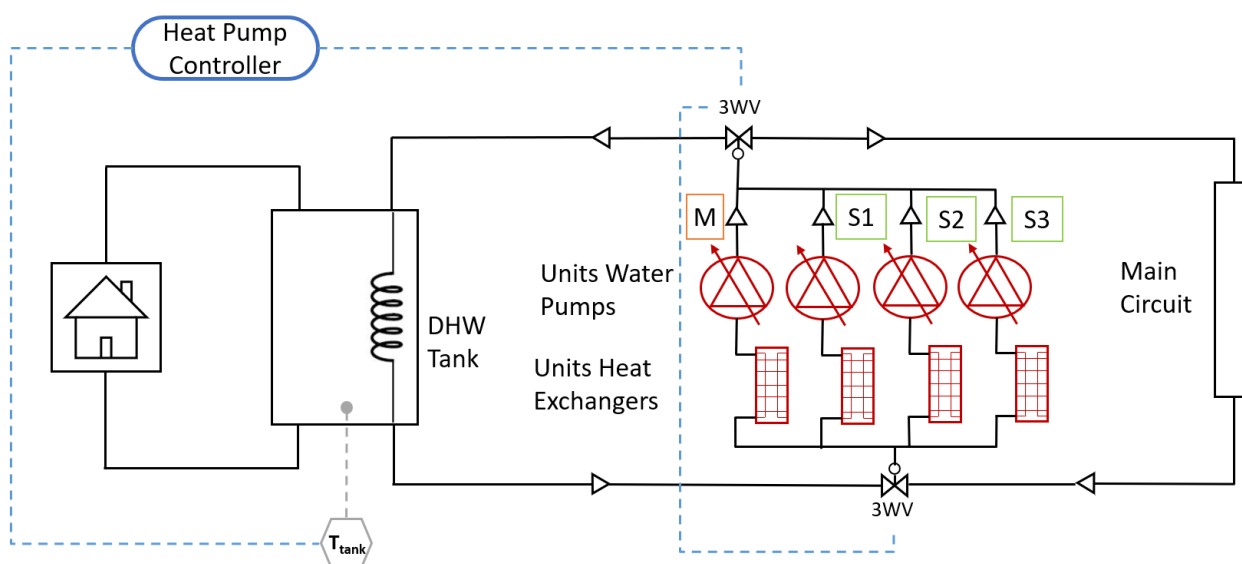 Heat Pump
Controller
3WV
M
S1
S2
S3
Units Water
Pumps
Main
Circuit
DHW
Tank
Units Heat
Exchangers
3WV
Ttank